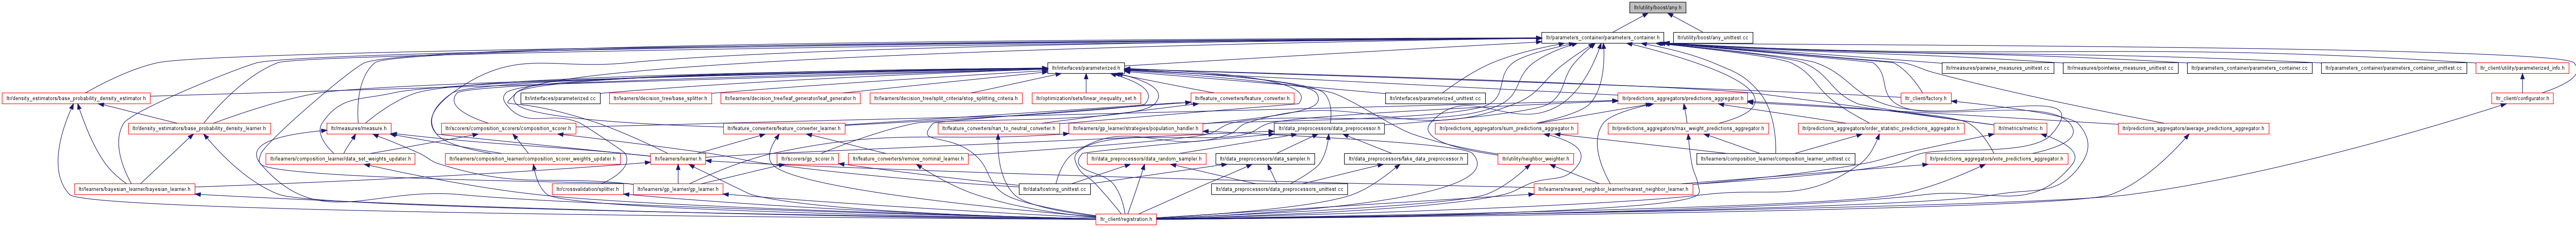 ltr/utility/boost/any.h
ltr/parameters_container/parameters_container.h
ltr/utility/boost/any_unittest.cc
ltr/interfaces/parameterized.h
ltr/measures/pairwise_measures_unittest.cc
ltr/measures/pointwise_measures_unittest.cc
ltr/parameters_container/parameters_container.cc
ltr/parameters_container/parameters_container_unittest.cc
ltr_client/utility/parameterized_info.h
ltr/density_estimators/base_probability_density_estimator.h
ltr/interfaces/parameterized.cc
ltr/learners/decision_tree/base_splitter.h
ltr/learners/decision_tree/leaf_generator/leaf_generator.h
ltr/learners/decision_tree/split_criteria/stop_splitting_criteria.h
ltr/optimization/sets/linear_inequality_set.h
ltr/feature_converters/feature_converter.h
ltr/interfaces/parameterized_unittest.cc
ltr/predictions_aggregators/predictions_aggregator.h
ltr_client/factory.h
ltr_client/configurator.h
ltr/density_estimators/base_probability_density_learner.h
ltr/measures/measure.h
ltr/scorers/composition_scorers/composition_scorer.h
ltr/feature_converters/feature_converter_learner.h
ltr/feature_converters/nan_to_neutral_converter.h
ltr/learners/gp_learner/strategies/population_handler.h
ltr/data_preprocessors/data_preprocessor.h
ltr/predictions_aggregators/sum_predictions_aggregator.h
ltr/predictions_aggregators/max_weight_predictions_aggregator.h
ltr/predictions_aggregators/order_statistic_predictions_aggregator.h
ltr/metrics/metric.h
ltr/predictions_aggregators/average_predictions_aggregator.h
ltr/learners/composition_learner/data_set_weights_updater.h
ltr/learners/composition_learner/composition_scorer_weights_updater.h
ltr/learners/learner.h
ltr/scorers/gp_scorer.h
ltr/feature_converters/remove_nominal_learner.h
ltr/data_preprocessors/data_random_sampler.h
ltr/data_preprocessors/data_sampler.h
ltr/data_preprocessors/fake_data_preprocessor.h
ltr/utility/neighbor_weighter.h
ltr/learners/composition_learner/composition_learner_unittest.cc
ltr/predictions_aggregators/vote_predictions_aggregator.h
ltr/learners/bayesian_learner/bayesian_learner.h
ltr/crossvalidation/splitter.h
ltr/learners/gp_learner/gp_learner.h
ltr/data/tostring_unittest.cc
ltr/data_preprocessors/data_preprocessors_unittest.cc
ltr/learners/nearest_neighbor_learner/nearest_neighbor_learner.h
ltr_client/registration.h